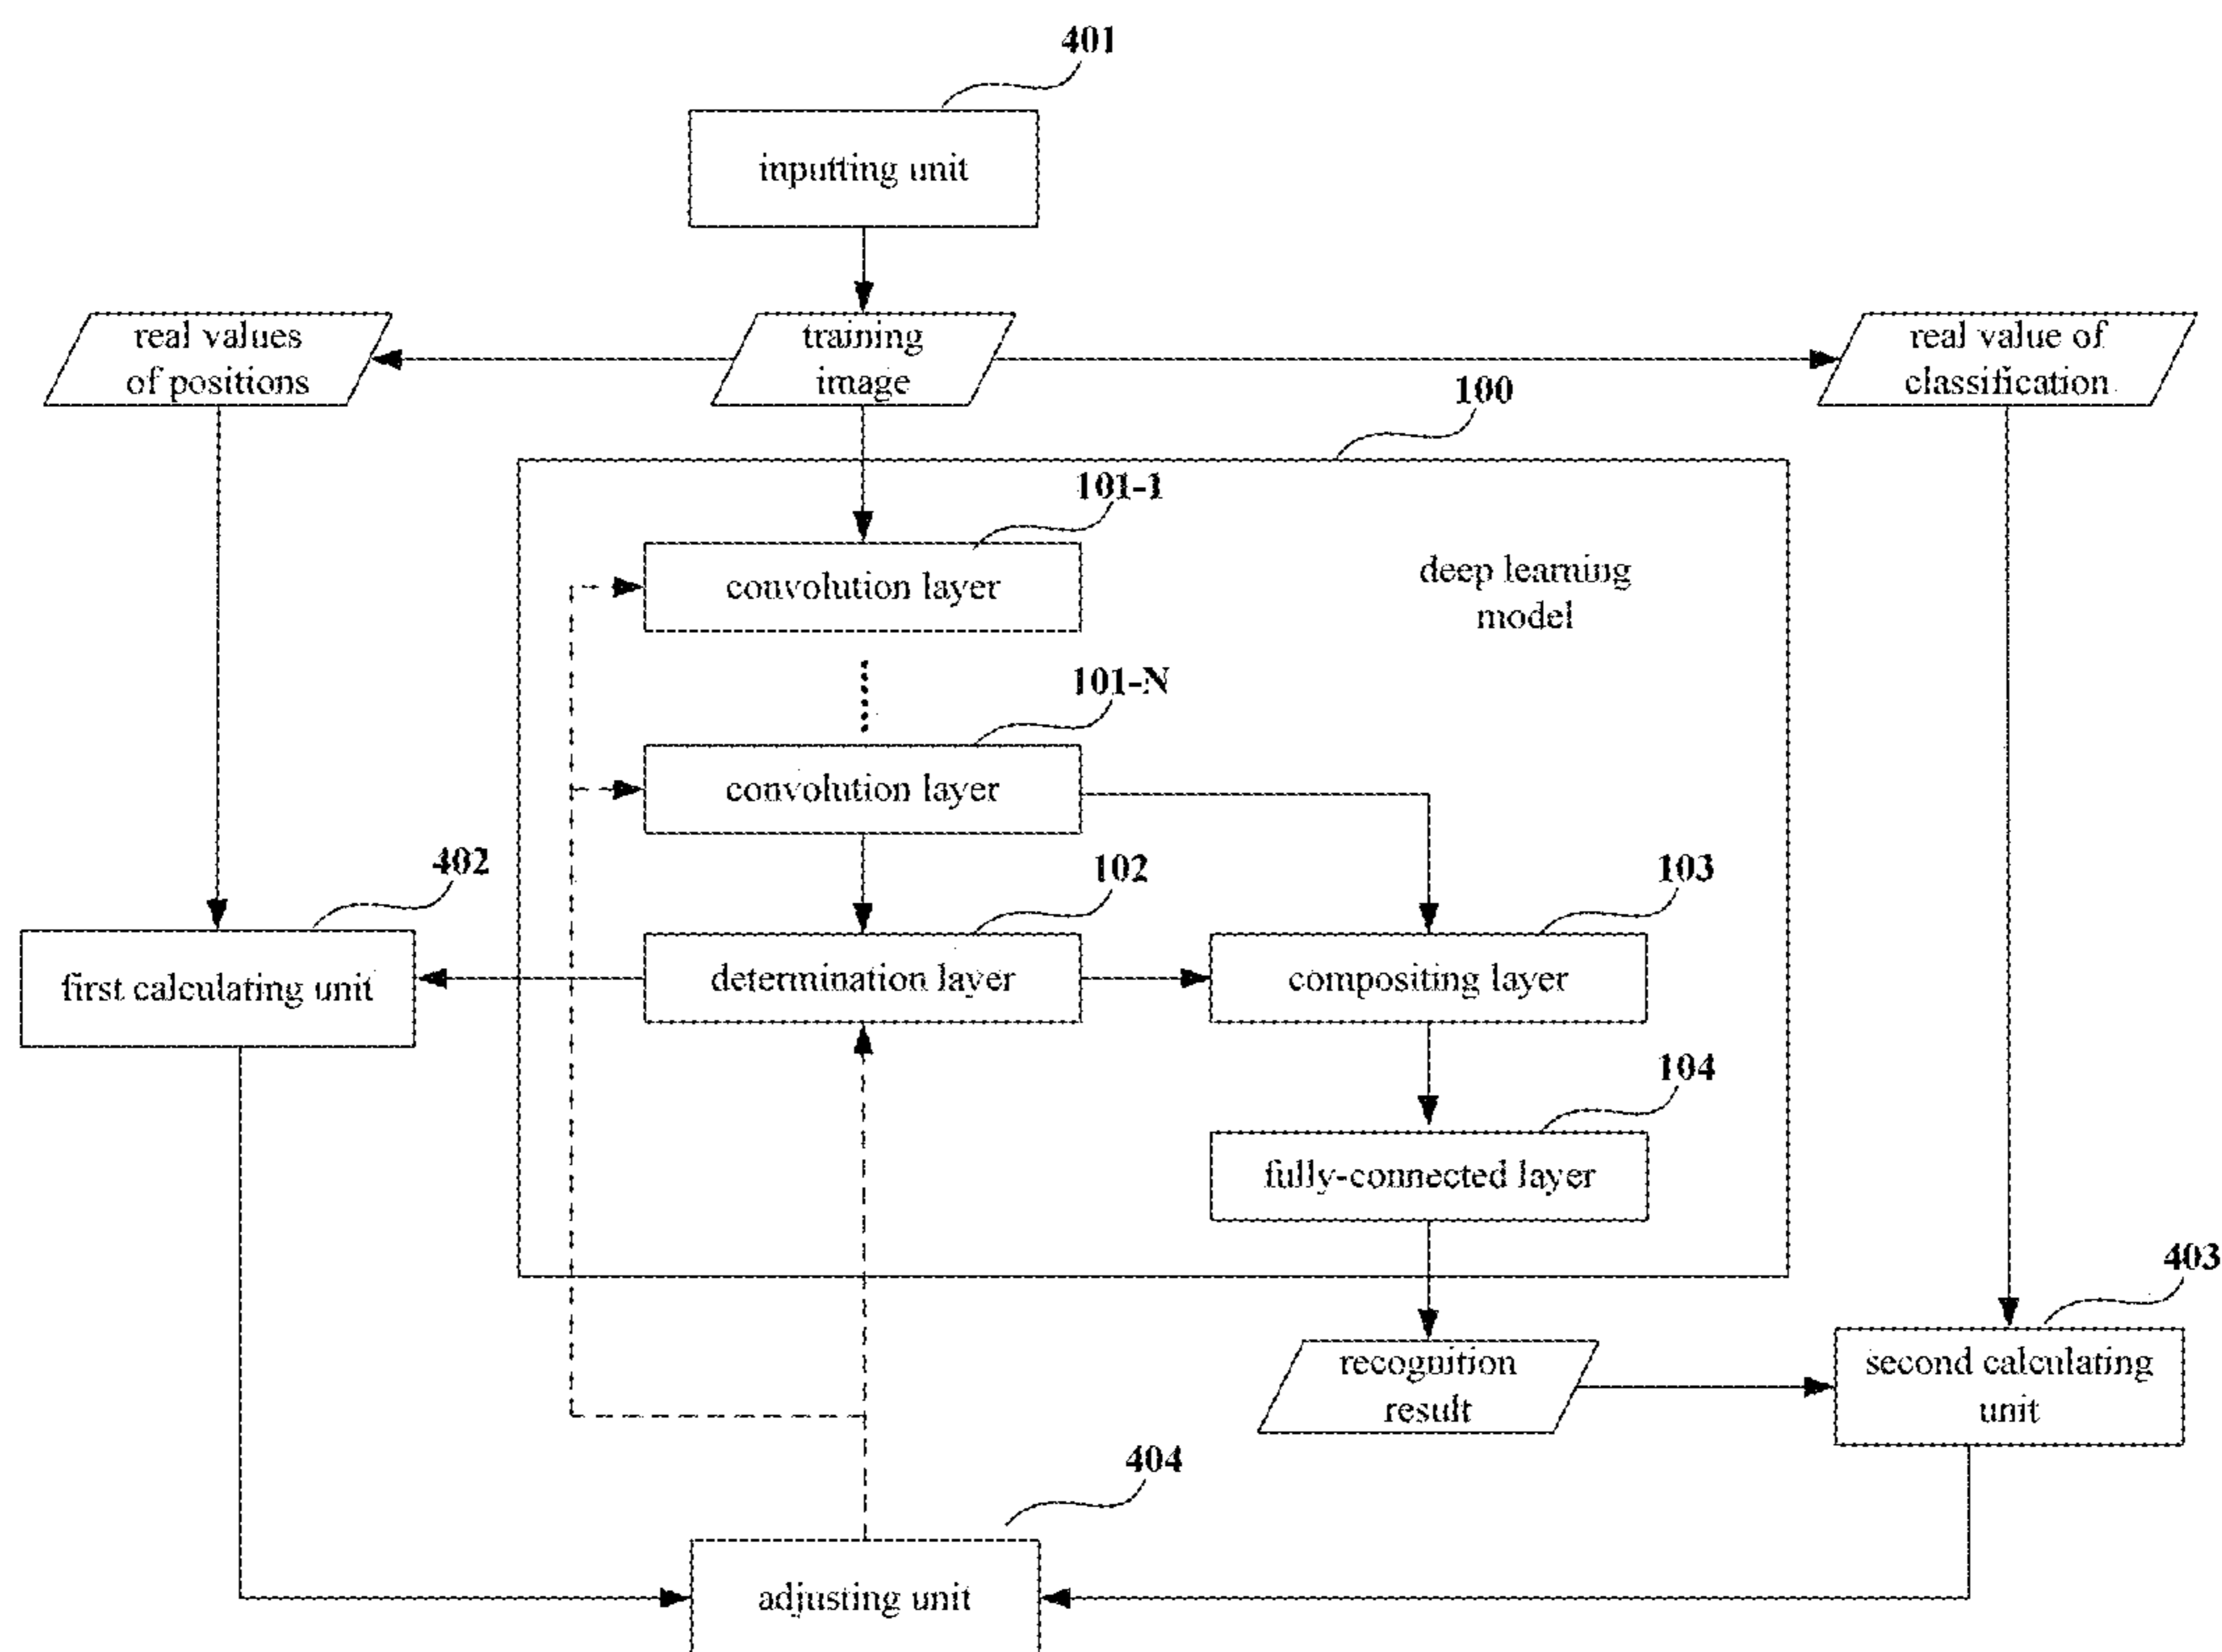 401
inputting unit
real values
of positions
training
image
real value of
classification
100
101-1
convolution layer
deep learning
model
101-N
convolution layer
402
102
103
first calculating unit
determination layer
compositing layer
104
fully-connected layer
403
recognition
result
second calculating
unit
404
adjusting unit